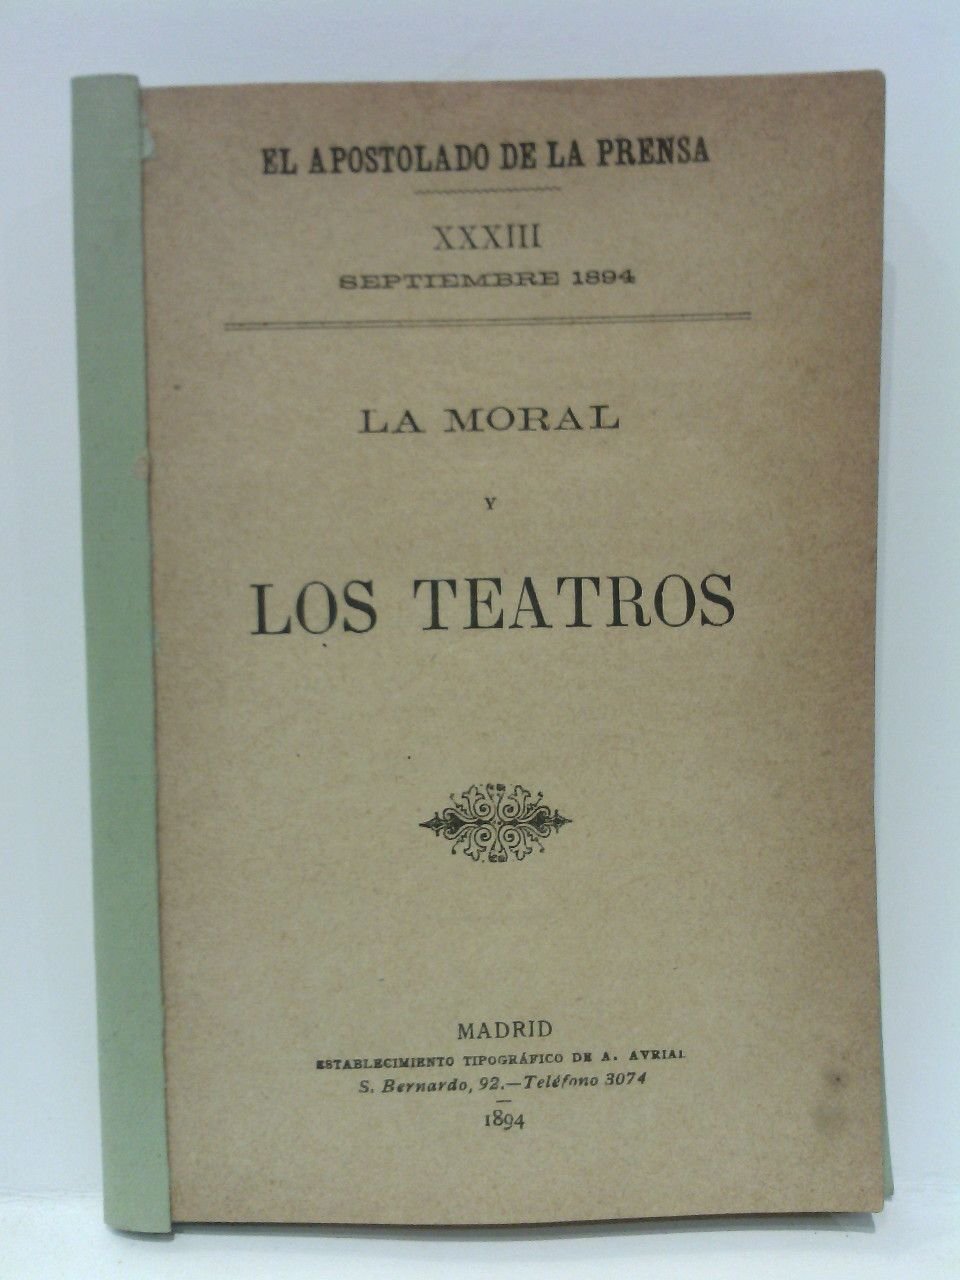 EL APOSTOLADO DE LA PRENSA
XXXIII
SEPTIEMBRE 1894
LA MORAL
Y
LOS TEATROS
MADRID
ESTABLECIMIENTO TIPOGRÁFICO DE A. AVRIAL
S. Bernardo, 92.—Teléfono 3074
1894